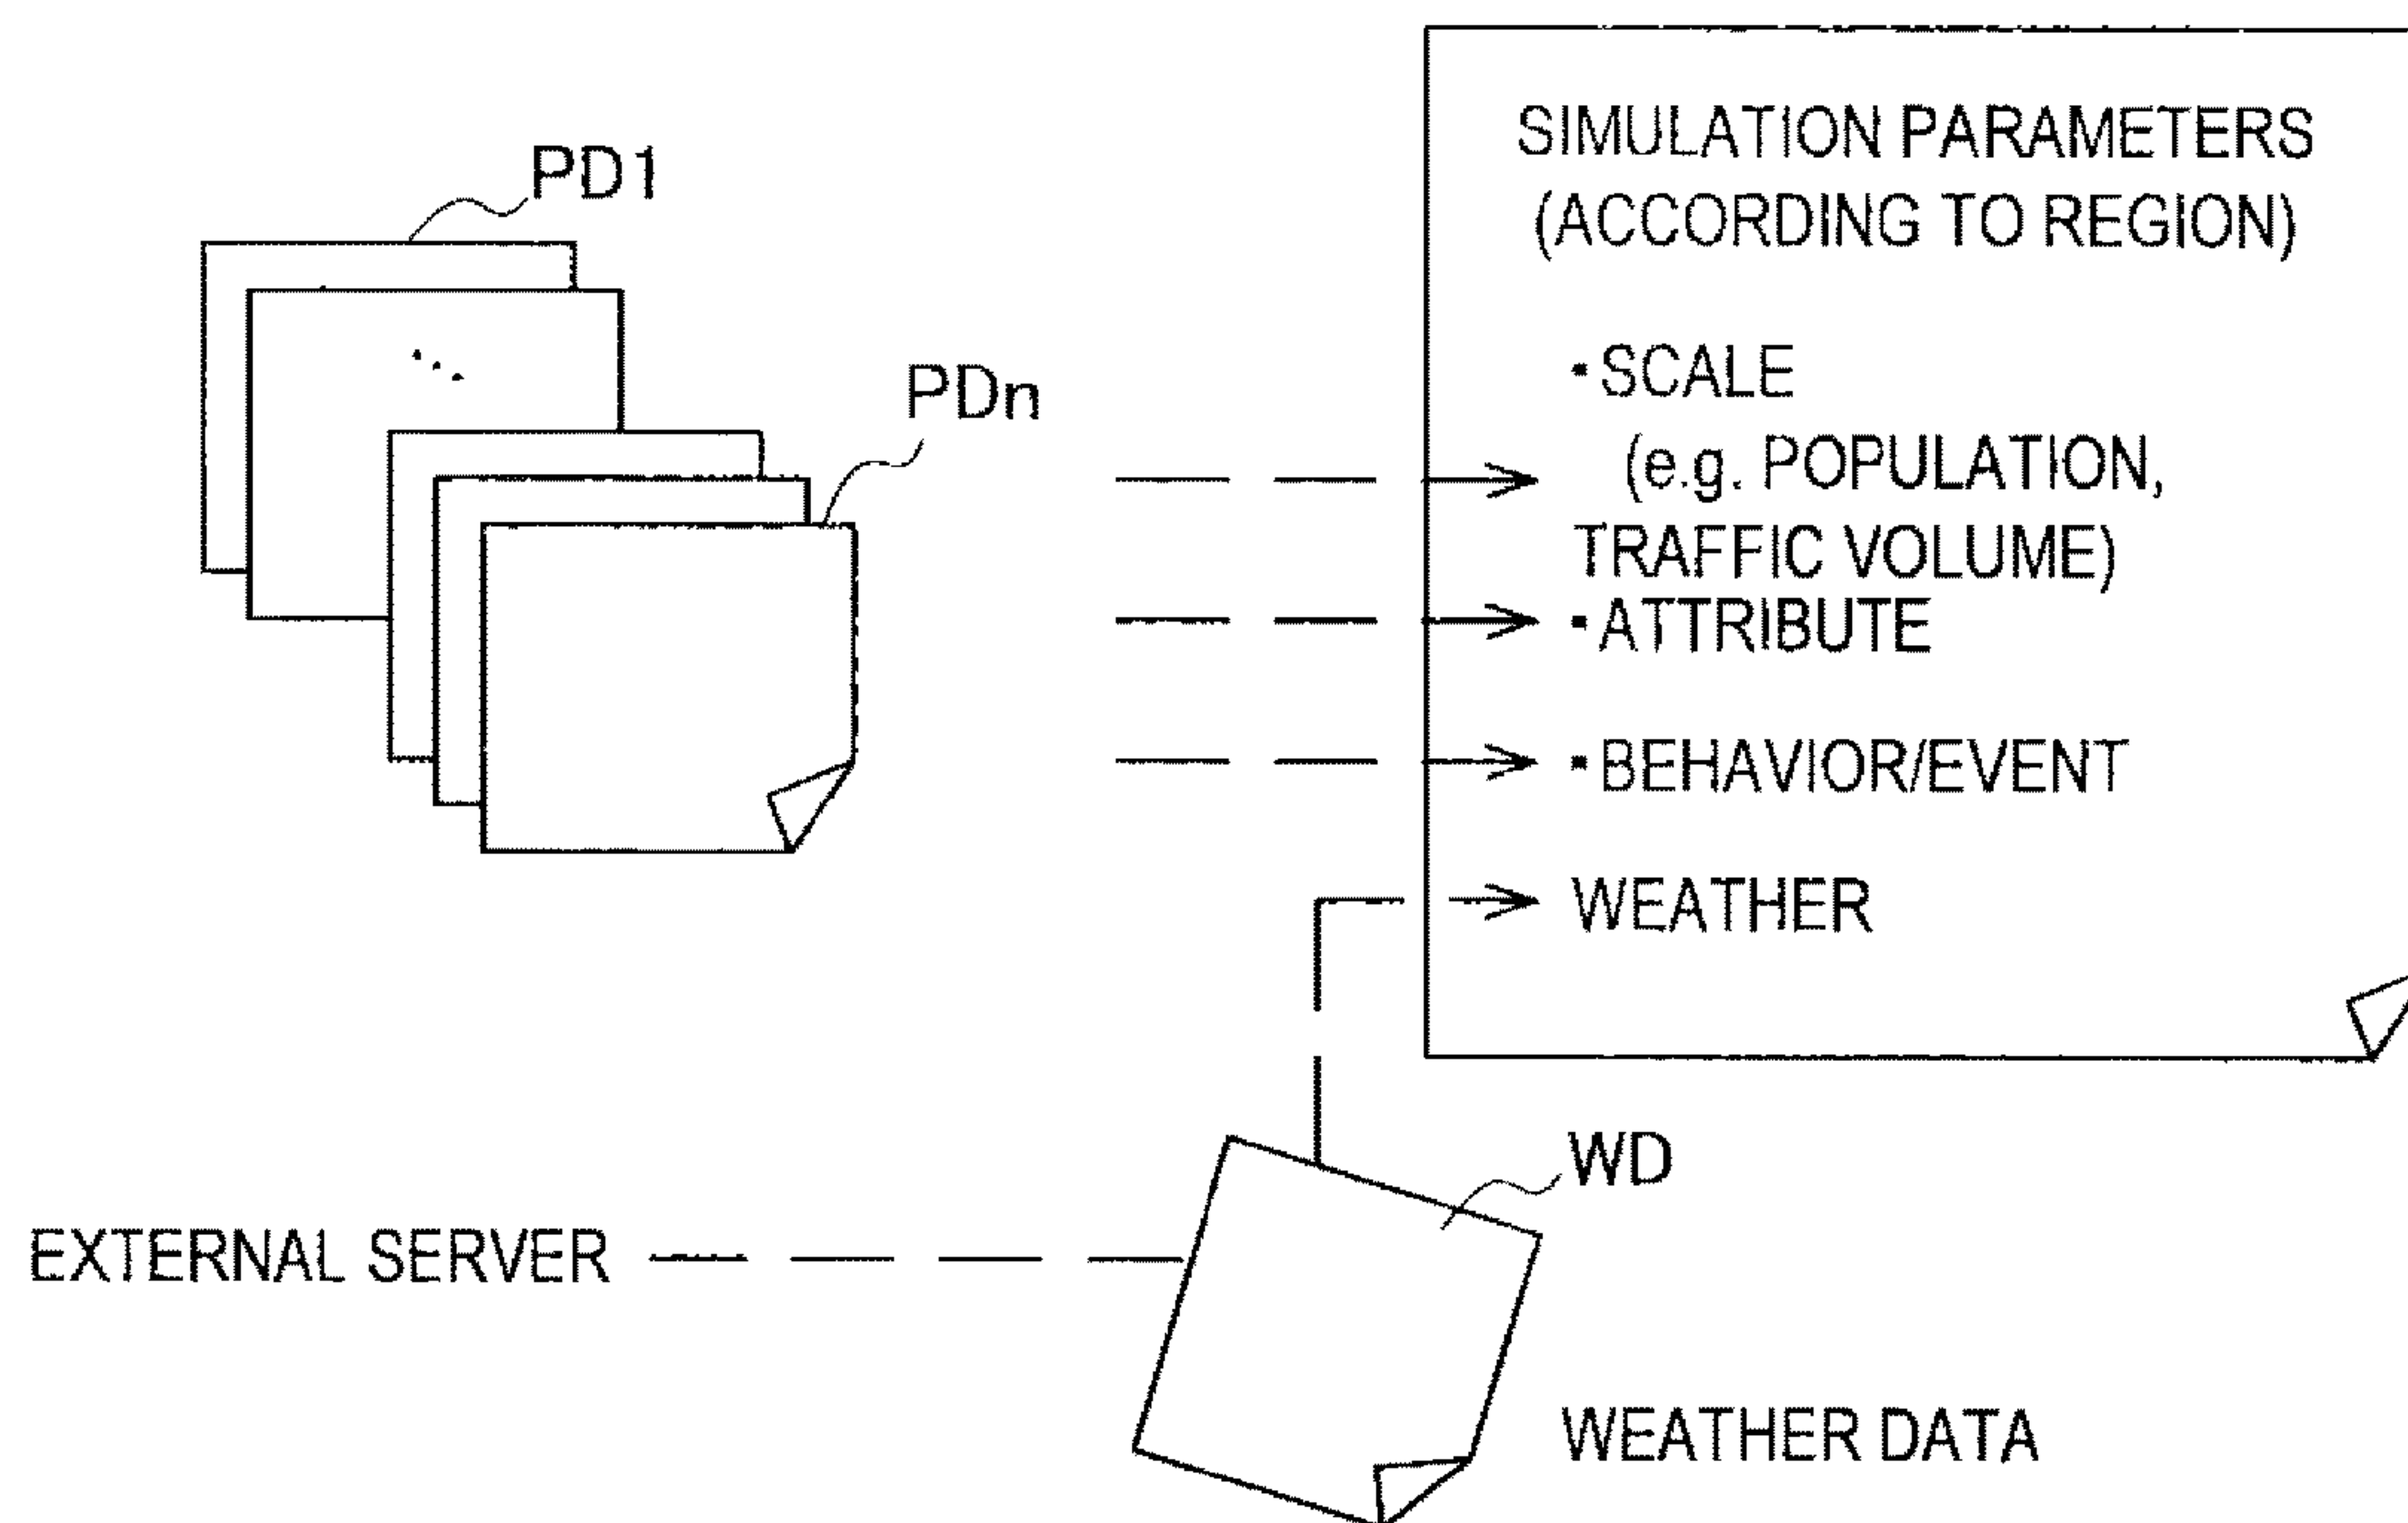 PD1
PDn
SIMULATION PARAMETERS
(ACCORDING TO REGION)
・SCALE
(e.g. POPULATION,
TRAFFIC VOLUME)
・ATTRIBUTE
・BEHAVIOR/EVENT
WEATHER
WD
EXTERNAL SERVER
WEATHER DATA